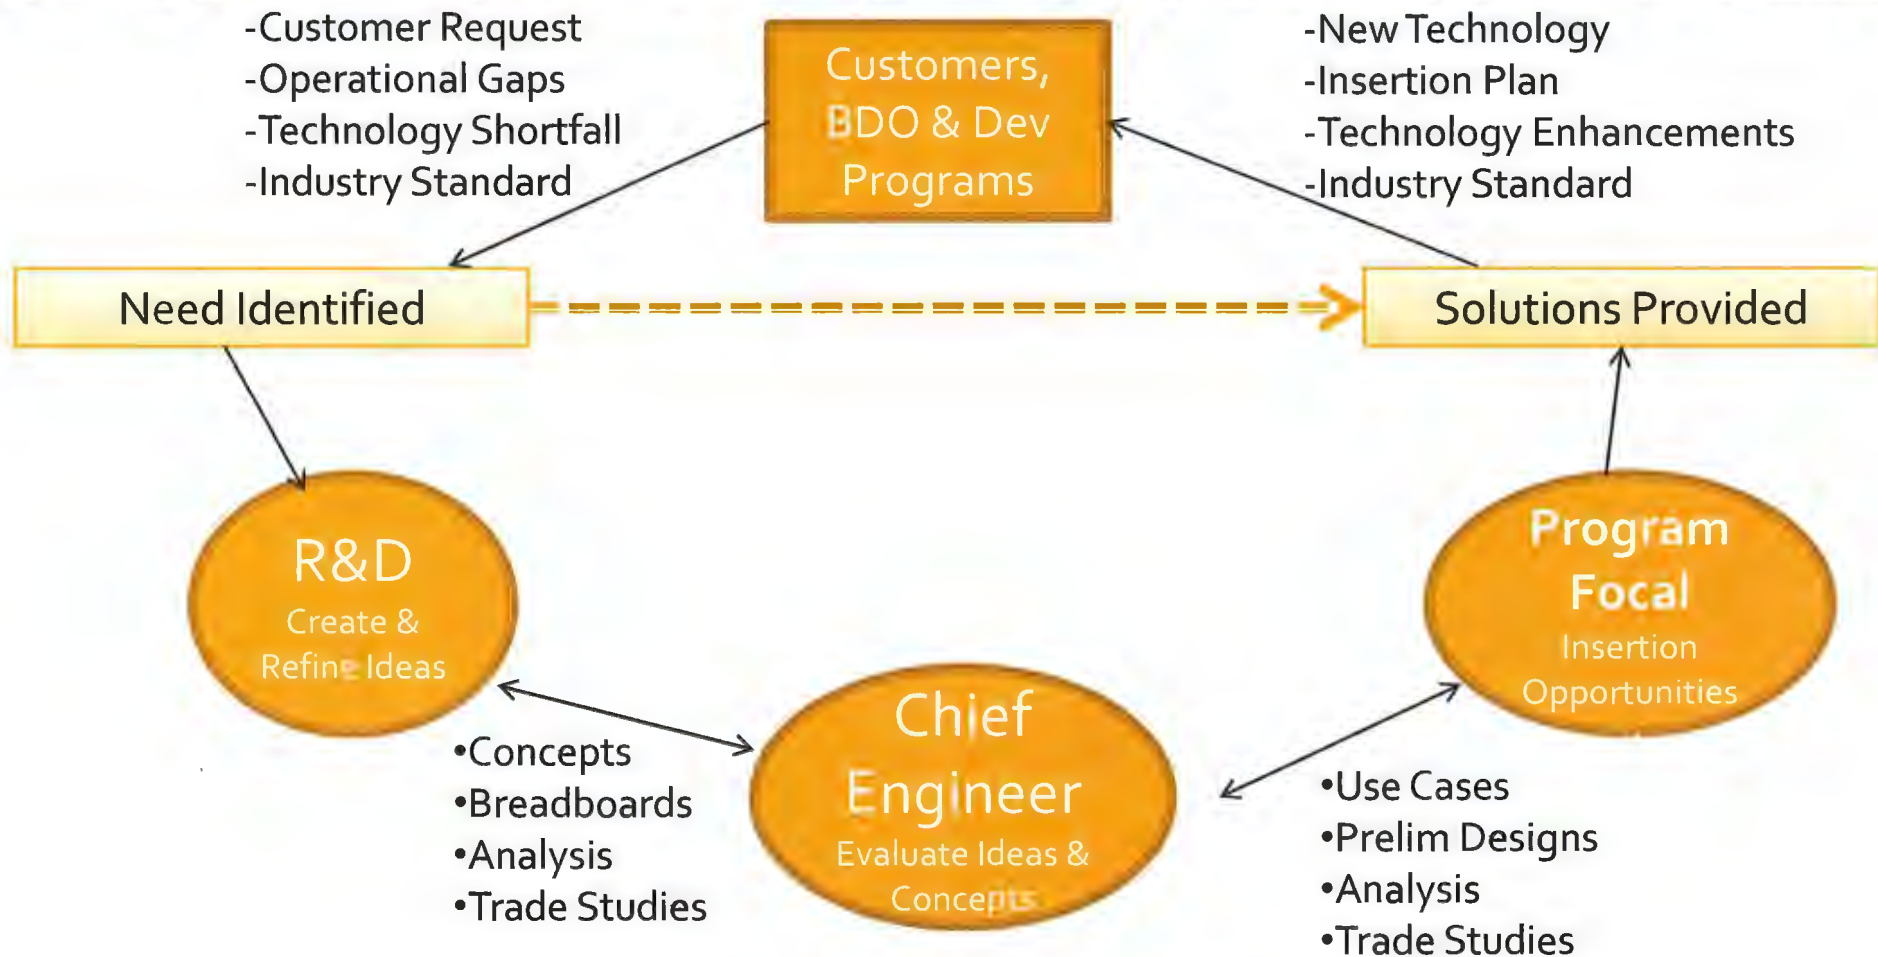 -Customer Request
-Operational Gaps
-Technology Shortfall
-Industry Standard
Customers,
BDO & Dev
Programs
-New Technology
-Insertion Plan
-Technology Enhancements
-Industry Standard
Need Identified
Solutions Provided
R&D
Create &
Refine Ideas
•Concepts
•Breadboards
•Analysis
•Trade Studies
Chief
Engineer
Evaluate Ideas &
Concepts
Program
Focal
Insertion
Opportunities
•Use Cases
•Prelim Designs
•Analysis
•Trade Studies